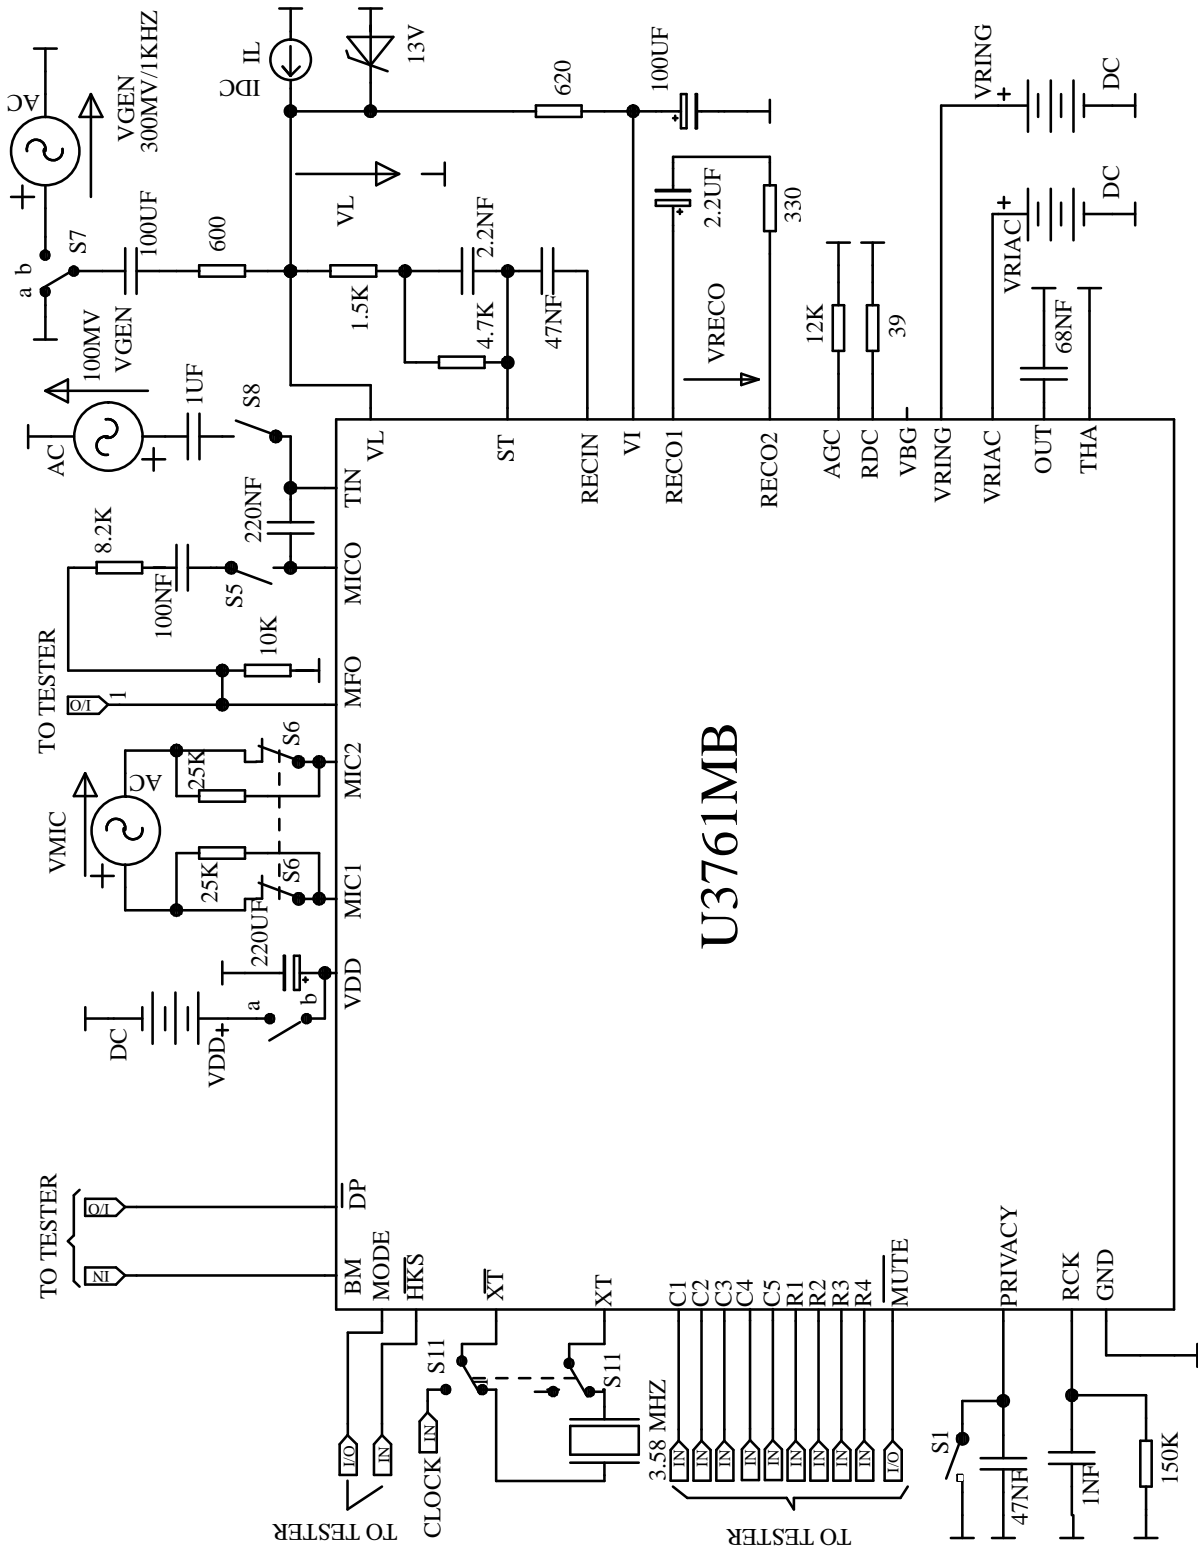 VGEN
300MV/1KHZ
AC
+
IL
IDC
13V
a
b
S7
100UF
600
VL
620
100UF
+
100MV
VGEN
AC
+
1UF
S8
1.5K
4.7K
2.2NF
47NF
2.2UF
+
330
VRECO
12K
39
VRING
+
DC
VRIAC
+
DC
68NF
TO TESTER
I/O
1
8.2K
100NF
S5
220NF
10K
VMIC
AC
+
25K
25K
S6
S6
220UF
+
DC
VDD
+
a
b
TO TESTER
I/O
IN
VL
ST
RECIN
VI
RECO1
RECO2
AGC
RDC
VBG
VRING
VRIAC
OUT
THA
TIN
MICO
MFO
MIC2
MIC1
VDD
DP
BM
MODE
HKS
XT
XT
C1
C2
C3
C4
C5
R1
R2
R3
R4
MUTE
PRIVACY
RCK
GND
U3761MB
I/O
IN
TO TESTER
CLOCK
IN
S11
S11
3.58 MHZ
IN
IN
IN
IN
IN
IN
IN
IN
IN
I/O
TO TESTER
S1
47NF
1NF
150K